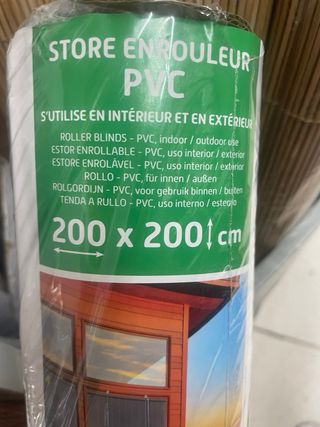 STORE ENROULEUR
PVC
S'UTILISE EN INTÉRIEUR ET EN EXTÉRIEUR
ROLLER BLINDS - PVC, indoor / outdoor use
ESTOR ENROLLABLE - PVC, uso interior / exterior
ESTORE ENROLÁVEL - PVC, uso interior / exterior
ROLLO - PVC, für innen / außen
ROLGORDIJN - PVC, voor gebruik binnen / buiten
TENDA A RULLO - PVC, uso interno / esterno
200 x 200 cm